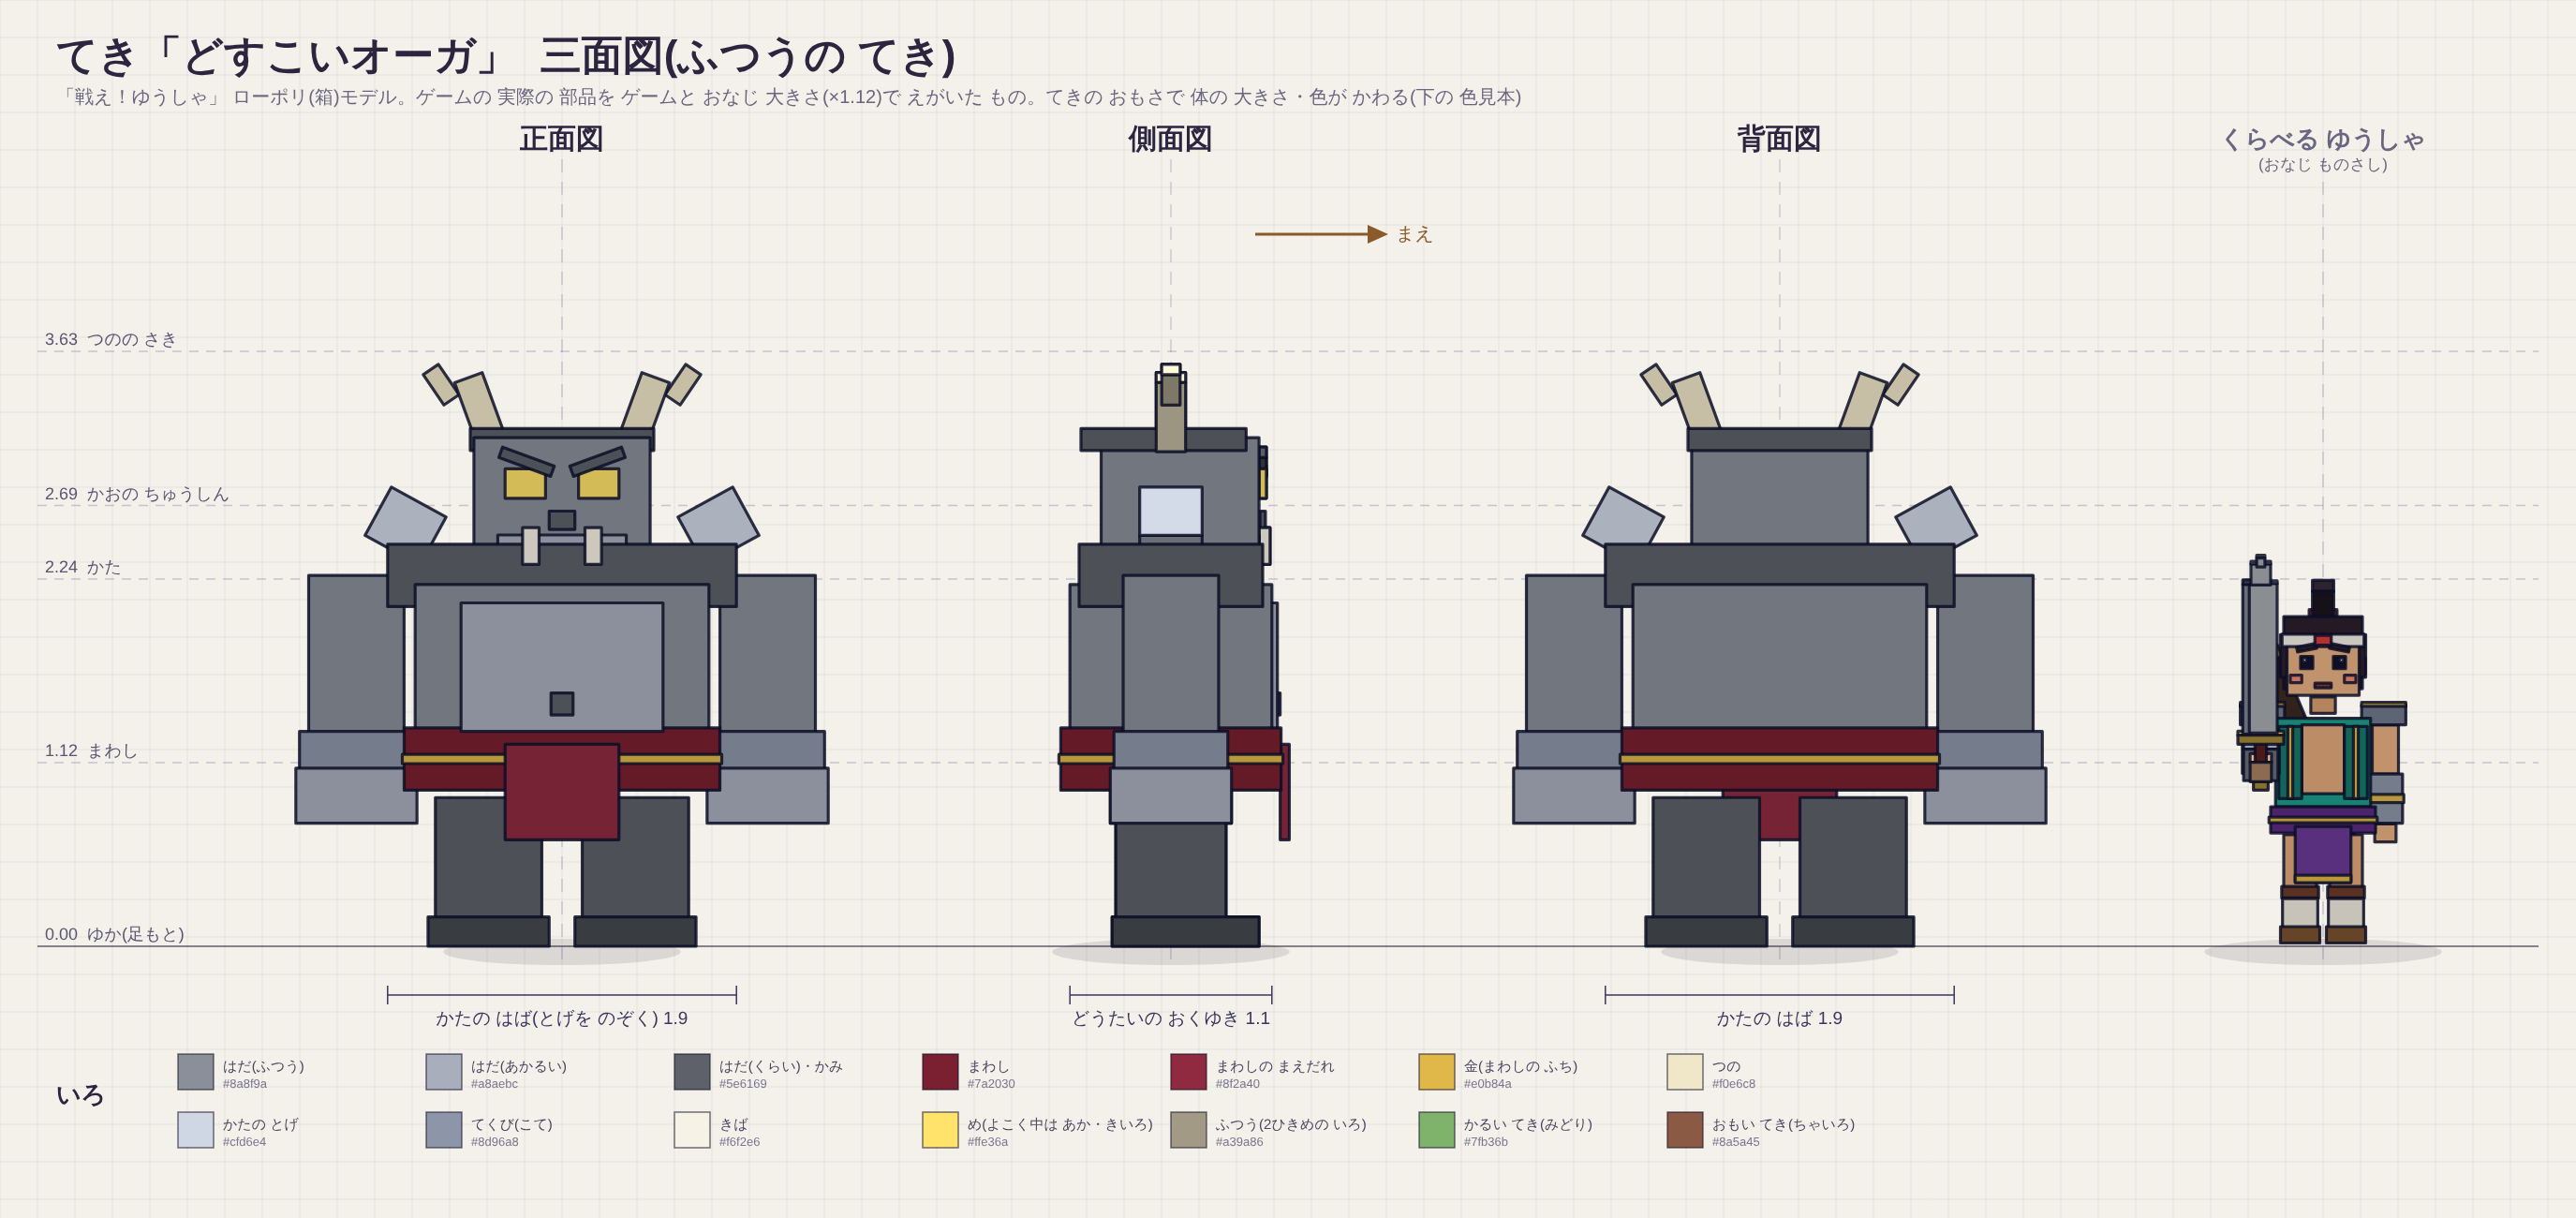 てき「どすこいオーガ」 三面図(ふつうの てき)
「戦え！ゆうしゃ」 ローポリ(箱)モデル。ゲームの 実際の 部品を ゲームと おなじ 大きさ(×1.12)で えがいた もの。てきの おもさで 体の 大きさ・色が かわる(下の 色見本)
正面図
側面図
背面図
くらべる ゆうしゃ
(おなじ ものさし)
まえ
3.63 つのの さき
2.69 かおの ちゅうしん
2.24 かた
1.12 まわし
0.00 ゆか(足もと)
かたの はば(とげを のぞく) 1.9
どうたいの おくゆき 1.1
かたの はば 1.9
いろ
はだ(ふつう)
#8a8f9a
はだ(あかるい)
#a8aebc
はだ(くらい)・かみ
#5e6169
まわし
#7a2030
まわしの まえだれ
#8f2a40
金(まわしの ふち)
#e0b84a
つの
#f0e6c8
かたの とげ
#cfd6e4
てくび(こて)
#8d96a8
きば
#f6f2e6
め(よこく中は あか・きいろ)
#ffe36a
ふつう(2ひきめの いろ)
#a39a86
かるい てき(みどり)
#7fb36b
おもい てき(ちゃいろ)
#8a5a45